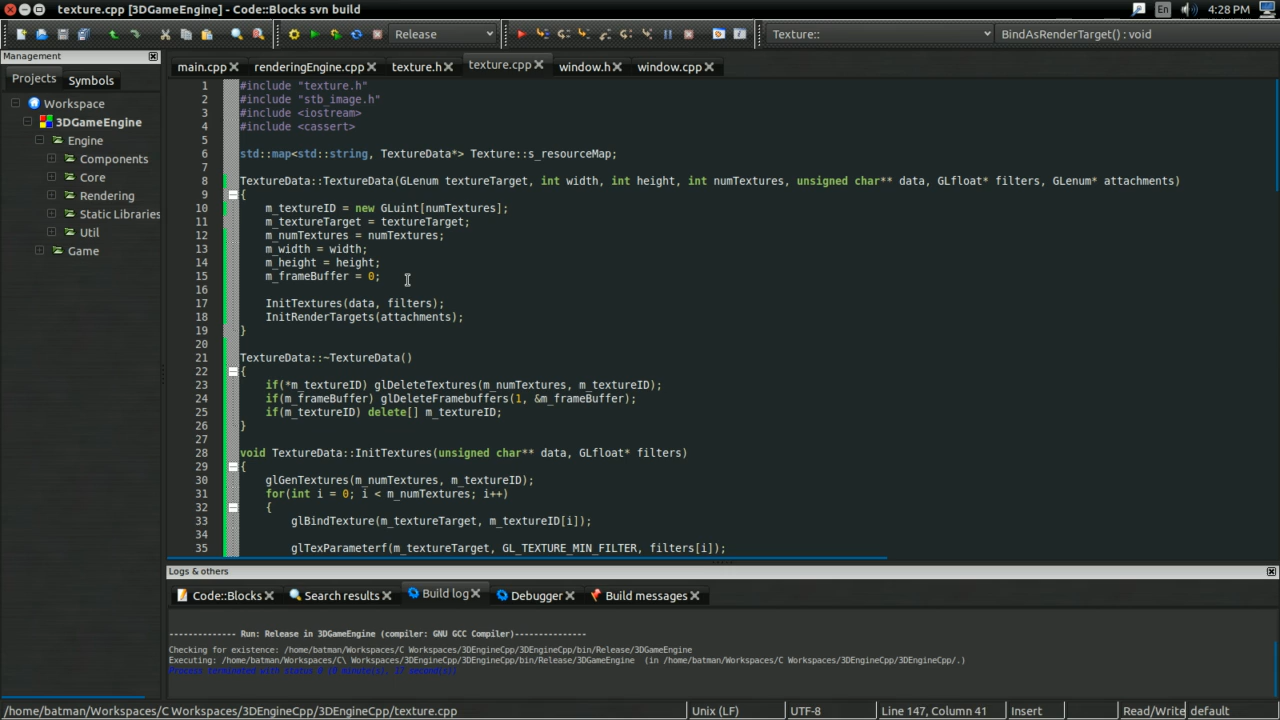 texture.cpp [3DGameEngine] - Code::Blocks svn build
En
4:28 PM
Release
Texture::
BindAsRenderTarget() : void
Management
Projects
Symbols
Workspace
3DGameEngine
Engine
Components
Core
Rendering
Static Libraries
Util
Game
main.cpp
renderingEngine.cpp
texture.h
texture.cpp
window.h
window.cpp
1 #include "texture.h"
2 #include "stb_image.h"
3 #include <iostream>
4 #include <cassert>
5
6 std::map<std::string, TextureData*> Texture::s_resourceMap;
7
8 TextureData::TextureData(GLenum textureTarget, int width, int height, int numTextures, unsigned char** data, GLfloat* filters, GLenum* attachments)
9 {
10 m_textureID = new GLuint[numTextures];
11 m_textureTarget = textureTarget;
12 m_numTextures = numTextures;
13 m_width = width;
14 m_height = height;
15 m_frameBuffer = 0;
16
17 InitTextures(data, filters);
18 InitRenderTargets(attachments);
19 }
20
21 TextureData::~TextureData()
22 {
23 if(*m_textureID) glDeleteTextures(m_numTextures, m_textureID);
24 if(m_frameBuffer) glDeleteFramebuffers(1, &m_frameBuffer);
25 if(m_textureID) delete[] m_textureID;
26 }
27
28 void TextureData::InitTextures(unsigned char** data, GLfloat* filters)
29 {
30 glGenTextures(m_numTextures, m_textureID);
31 for(int i = 0; i < m_numTextures; i++)
32 {
33 glBindTexture(m_textureTarget, m_textureID[i]);
34
35 glTexParameterf(m_textureTarget, GL_TEXTURE_MIN_FILTER, filters[i]);
Logs & others
Code::Blocks
Search results
Build log
Debugger
Build messages
-------------- Run: Release in 3DGameEngine (compiler: GNU GCC Compiler)---------------
Checking for existence: /home/batman/Workspaces/C Workspaces/3DEngineCpp/3DEngineCpp/bin/Release/3DGameEngine
Executing: /home/batman/Workspaces/C\ Workspaces/3DEngineCpp/3DEngineCpp/bin/Release/3DGameEngine (in /home/batman/Workspaces/C Workspaces/3DEngineCpp/3DEngineCpp/.)
Process terminated with status 0 (0 minute(s), 17 second(s))
/home/batman/Workspaces/C Workspaces/3DEngineCpp/3DEngineCpp/texture.cpp
Unix (LF)
UTF-8
Line 147, Column 41
Insert
Read/Write
default